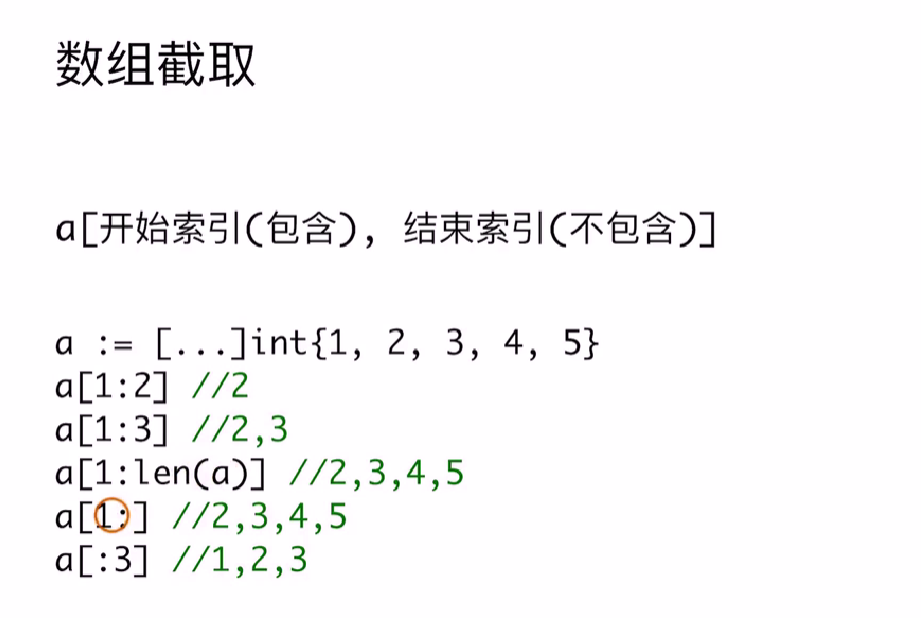 数组截取
a[开始索引(包含), 结束索引(不包含)]
a := [...]int{1, 2, 3, 4, 5}
a[1:2] //2
a[1:3] //2,3
a[1:len(a)] //2,3,4,5
a[1:] //2,3,4,5
a[:3] //1,2,3